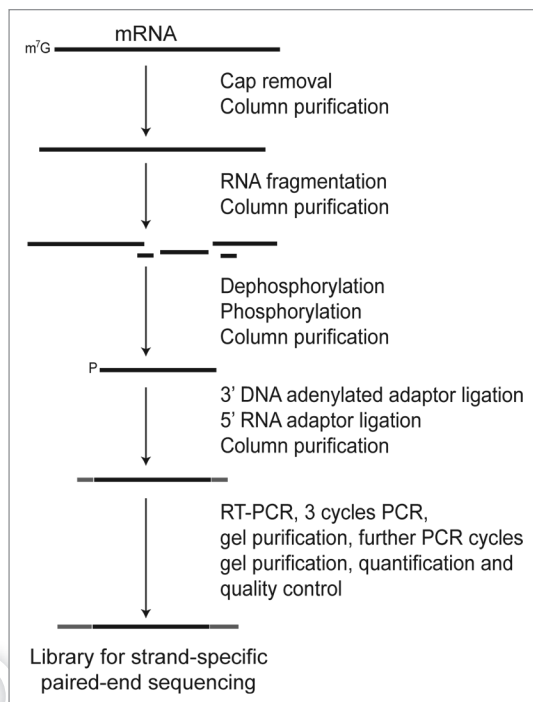 mRNA
m⁷G
Cap removal
Column purification
RNA fragmentation
Column purification
Dephosphorylation
Phosphorylation
Column purification
P
3' DNA adenylated adaptor ligation
5' RNA adaptor ligation
Column purification
RT-PCR, 3 cycles PCR,
gel purification, further PCR cycles
gel purification, quantification and
quality control
Library for strand-specific
paired-end sequencing